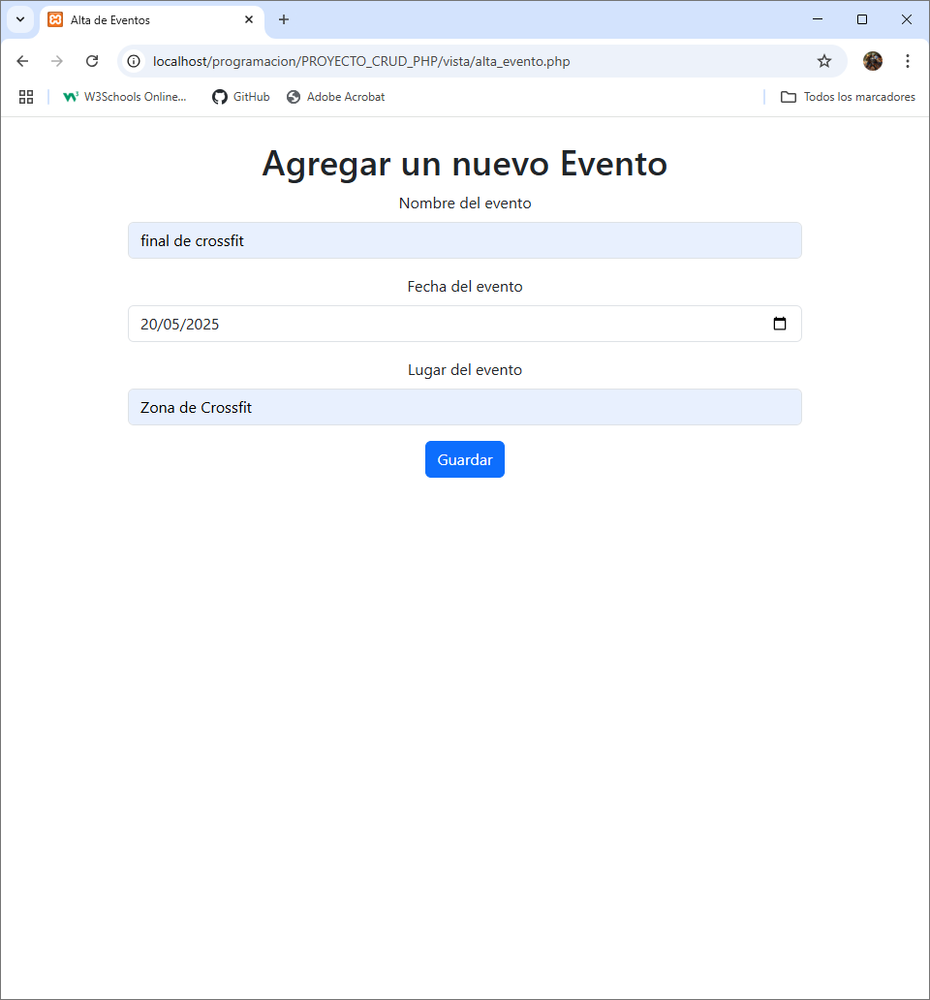 Alta de Eventos
localhost/programacion/PROYECTO_CRUD_PHP/vista/alta_evento.php
W3Schools Online... GitHub Adobe Acrobat Todos los marcadores
Agregar un nuevo Evento
Nombre del evento
final de crossfit
Fecha del evento
20/05/2025
Lugar del evento
Zona de Crossfit
Guardar